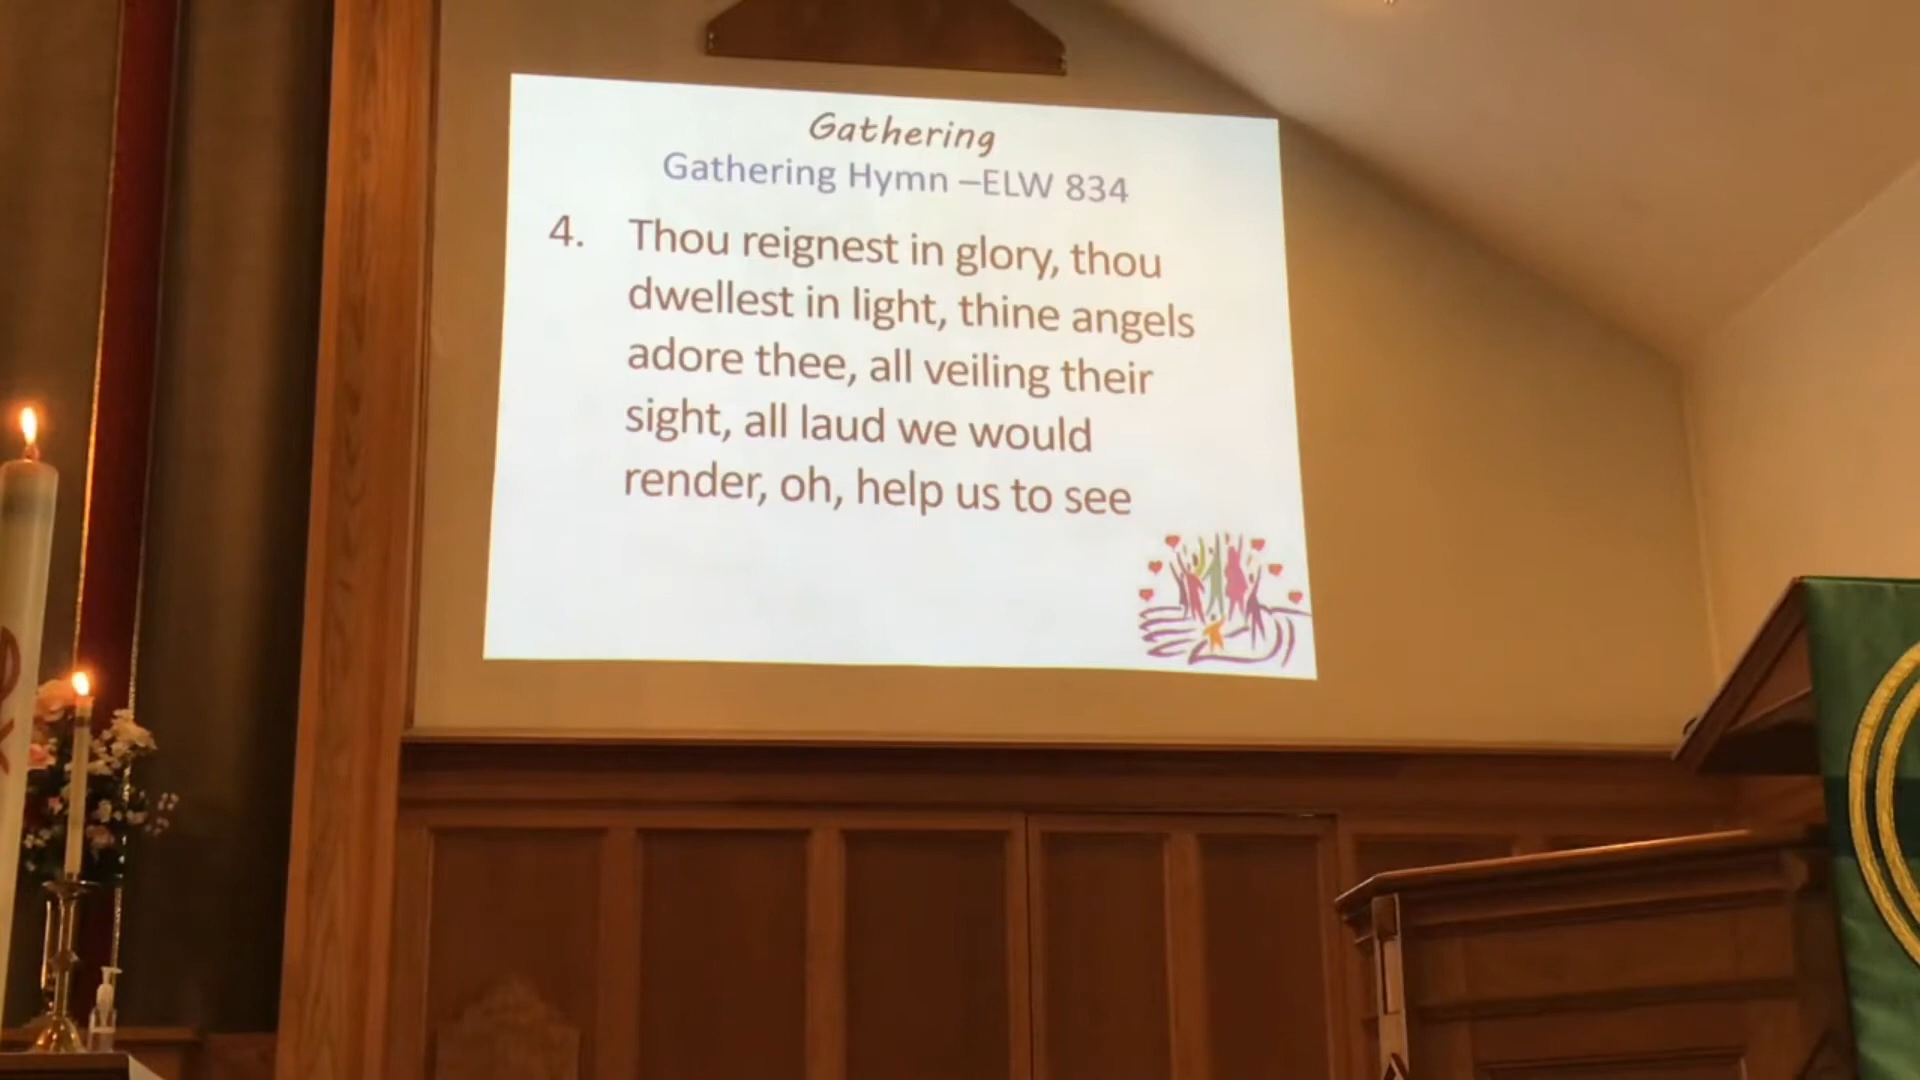 Gathering
Gathering Hymn –ELW 834
4. Thou reignest in glory, thou
dwellest in light, thine angels
adore thee, all veiling their
sight, all laud we would
render, oh, help us to see